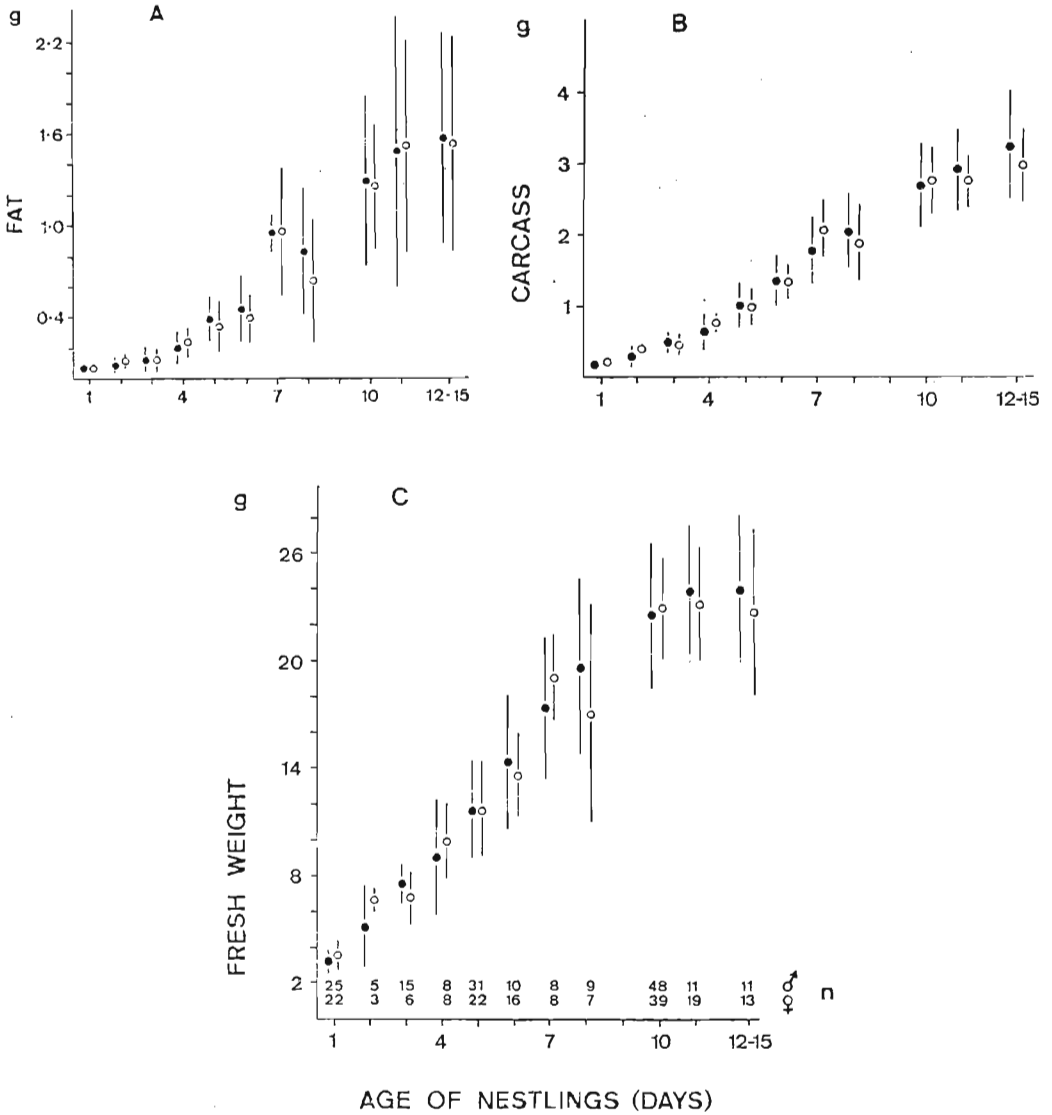 g A
2·2
1·6
1·0
0·4
FAT
1 4 7 10 12-15
g B
4
3
2
1
CARCASS
1 4 7 10 12-15
g C
26
20
14
8
2
FRESH WEIGHT
25 5 15 8 31 10 8 9 48 11 11 ♂
22 3 6 8 22 16 8 7 39 19 13 ♀
n
1 4 7 10 12-15
AGE OF NESTLINGS (DAYS)